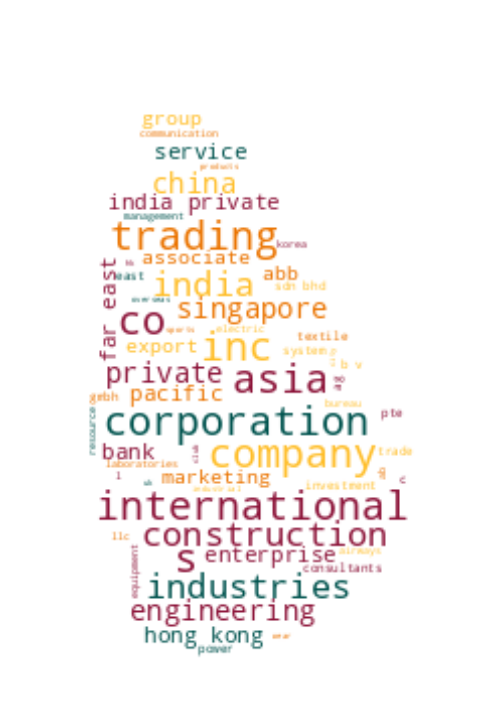 group
communication
service
products
china
india private
management
trading
korea
associate
far east
east
abb
india
sdn bhd
overseas
singapore
co
sports
electric
textile
export
inc
system
l b v
private
asia
pacific
gmbh
bureau
corporation
pte
resource
bank
company
trade
laboratories
l
marketing
c
investment
industrial
international
llc
construction
airways
s
enterprise
consultants
equipment
industries
engineering
hong kong
power